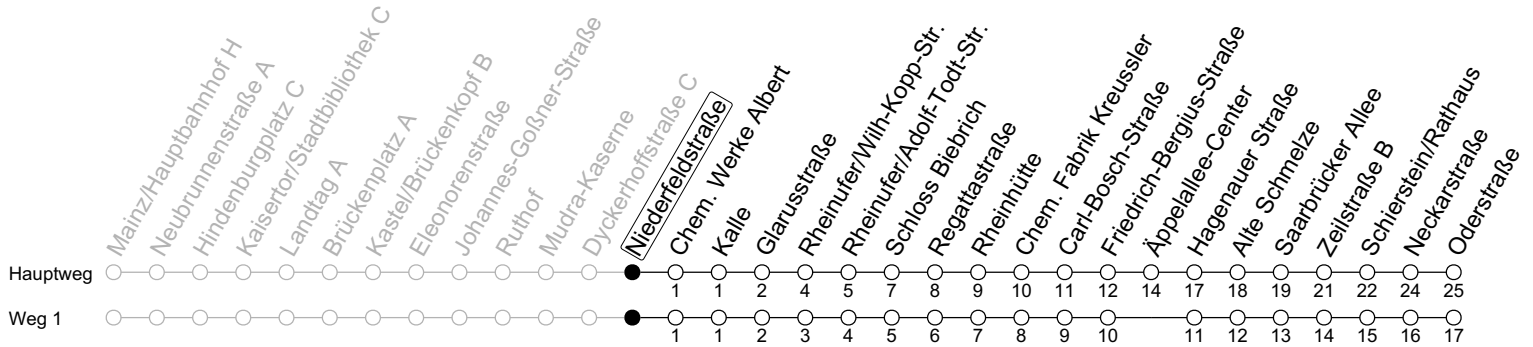 Mainz/Hauptbahnhof H
Neubrunnenstraße A
Hindenburgplatz C
Kaisertor/Stadtbibliothek C
Landtag A
Brückenplatz A
Kastel/Brückenkopf B
Eleonorenstraße
Johannes-Goßner-Straße
Ruthof
Mudra-Kaserne
Dyckerhoffstraße C
Niederfeldstraße
Chem. Werke Albert
Kalle
Glarusstraße
Rheinufer/Wilh-Kopp-Str.
Rheinufer/Adolf-Todt-Str.
Schloss Biebrich
Regattastraße
Rheinhütte
Chem. Fabrik Kreussler
Carl-Bosch-Straße
Friedrich-Bergius-Straße
Äppelallee-Center
Hagenauer Straße
Alte Schmelze
Saarbrücker Allee
Zeilstraße B
Schierstein/Rathaus
Neckarstraße
Oderstraße
Hauptweg
1 1 2 4 5 7 8 9 10 11 12 14 17 18 19 21 22 24 25
Weg 1
1 1 2 3 4 5 6 7 8 9 10 11 12 13 14 15 16 17